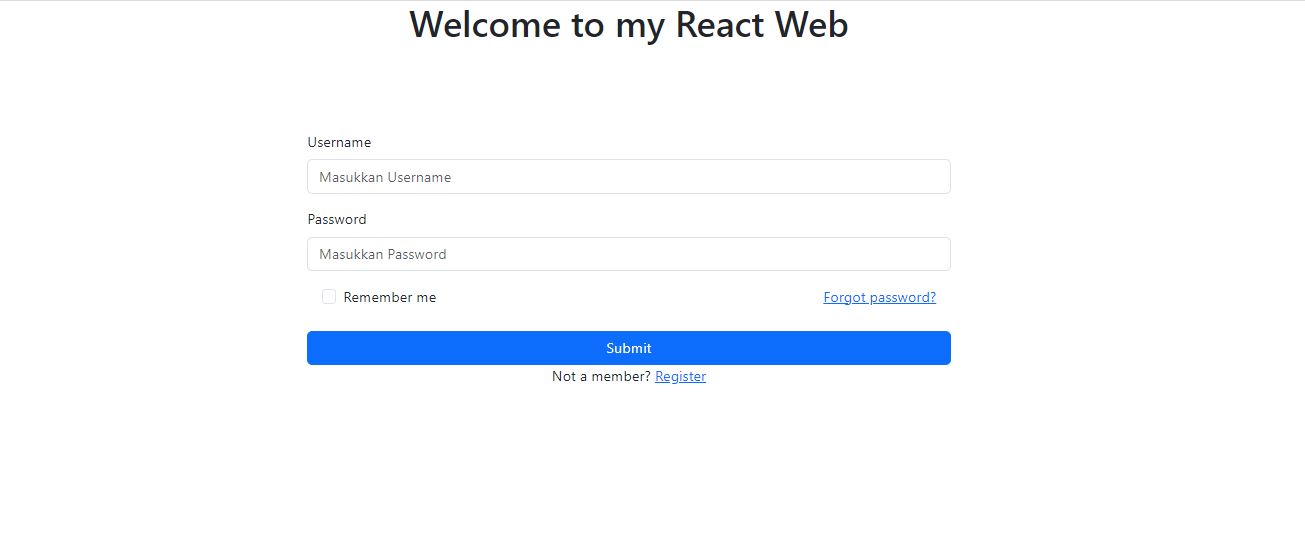 Welcome to my React Web
Username
Masukkan Username
Password
Masukkan Password
Remember me Forgot password?
Submit
Not a member? Register